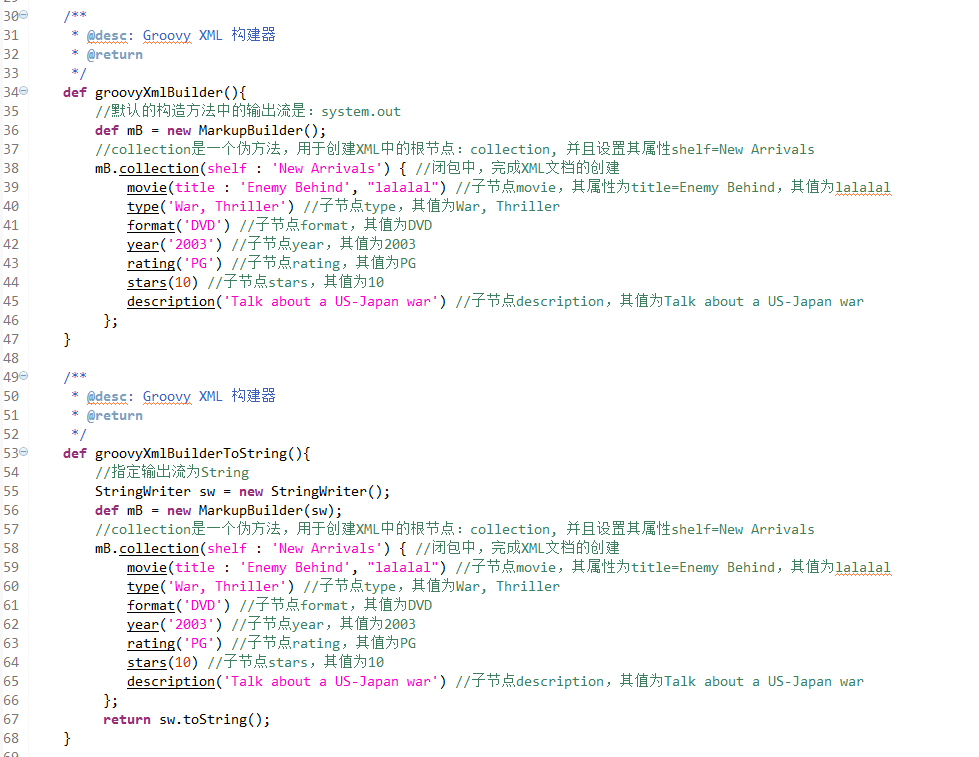 30 /**
31 * @desc: Groovy XML 构建器
32 * @return
33 */
34 def groovyXmlBuilder(){
35 //默认的构造方法中的输出流是：system.out
36 def mB = new MarkupBuilder();
37 //collection是一个伪方法，用于创建XML中的根节点：collection, 并且设置其属性shelf=New Arrivals
38 mB.collection(shelf : 'New Arrivals') { //闭包中，完成XML文档的创建
39 movie(title : 'Enemy Behind', "lalalal") //子节点movie，其属性为title=Enemy Behind，其值为lalalal
40 type('War, Thriller') //子节点type，其值为War, Thriller
41 format('DVD') //子节点format，其值为DVD
42 year('2003') //子节点year，其值为2003
43 rating('PG') //子节点rating，其值为PG
44 stars(10) //子节点stars，其值为10
45 description('Talk about a US-Japan war') //子节点description，其值为Talk about a US-Japan war
46 };
47 }
48
49 /**
50 * @desc: Groovy XML 构建器
51 * @return
52 */
53 def groovyXmlBuilderToString(){
54 //指定输出流为String
55 StringWriter sw = new StringWriter();
56 def mB = new MarkupBuilder(sw);
57 //collection是一个伪方法，用于创建XML中的根节点：collection, 并且设置其属性shelf=New Arrivals
58 mB.collection(shelf : 'New Arrivals') { //闭包中，完成XML文档的创建
59 movie(title : 'Enemy Behind', "lalalal") //子节点movie，其属性为title=Enemy Behind，其值为lalalal
60 type('War, Thriller') //子节点type，其值为War, Thriller
61 format('DVD') //子节点format，其值为DVD
62 year('2003') //子节点year，其值为2003
63 rating('PG') //子节点rating，其值为PG
64 stars(10) //子节点stars，其值为10
65 description('Talk about a US-Japan war') //子节点description，其值为Talk about a US-Japan war
66 };
67 return sw.toString();
68 }